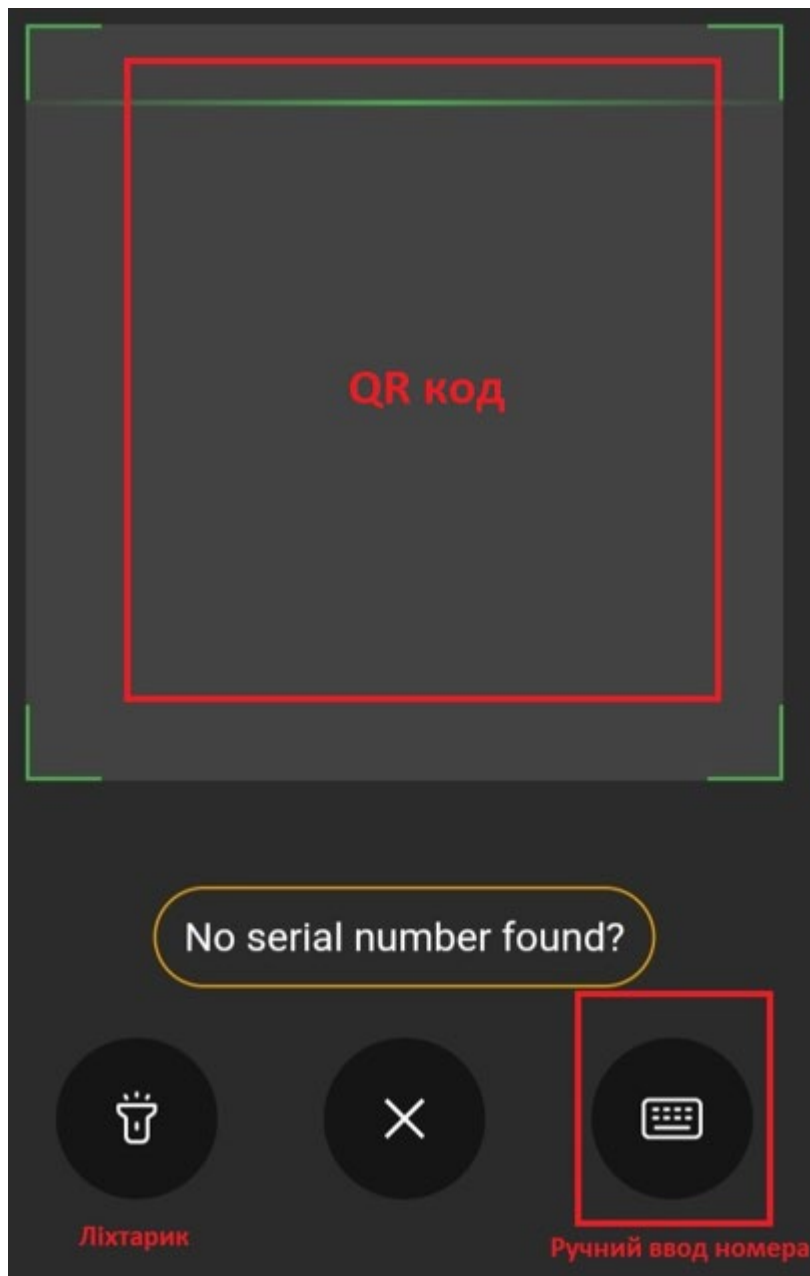 QR код
No serial number found?
Ліхтарик
Ручний ввод номера